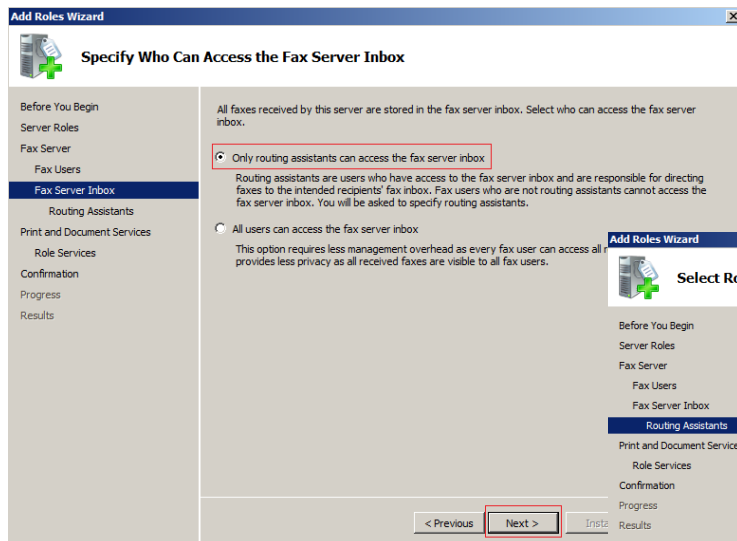 Add Roles Wizard
Specify Who Can Access the Fax Server Inbox
Before You Begin
Server Roles
Fax Server
Fax Users
Fax Server Inbox
Routing Assistants
Print and Document Services
Role Services
Confirmation
Progress
Results
All faxes received by this server are stored in the fax server inbox. Select who can access the fax server
inbox.
Only routing assistants can access the fax server inbox
Routing assistants are users who have access to the fax server inbox and are responsible for directing
faxes to the intended recipients' fax inbox. Fax users who are not routing assistants cannot access the
fax server inbox. You will be asked to specify routing assistants.
All users can access the fax server inbox
This option requires less management overhead as every fax user can access all
provides less privacy as all received faxes are visible to all fax users.
< Previous
Next >
Add Roles Wizard
Select
Before You Begin
Server Roles
Fax Server
Fax Users
Fax Server Inbox
Routing Assistants
Print and Document Service
Role Services
Confirmation
Progress
Results